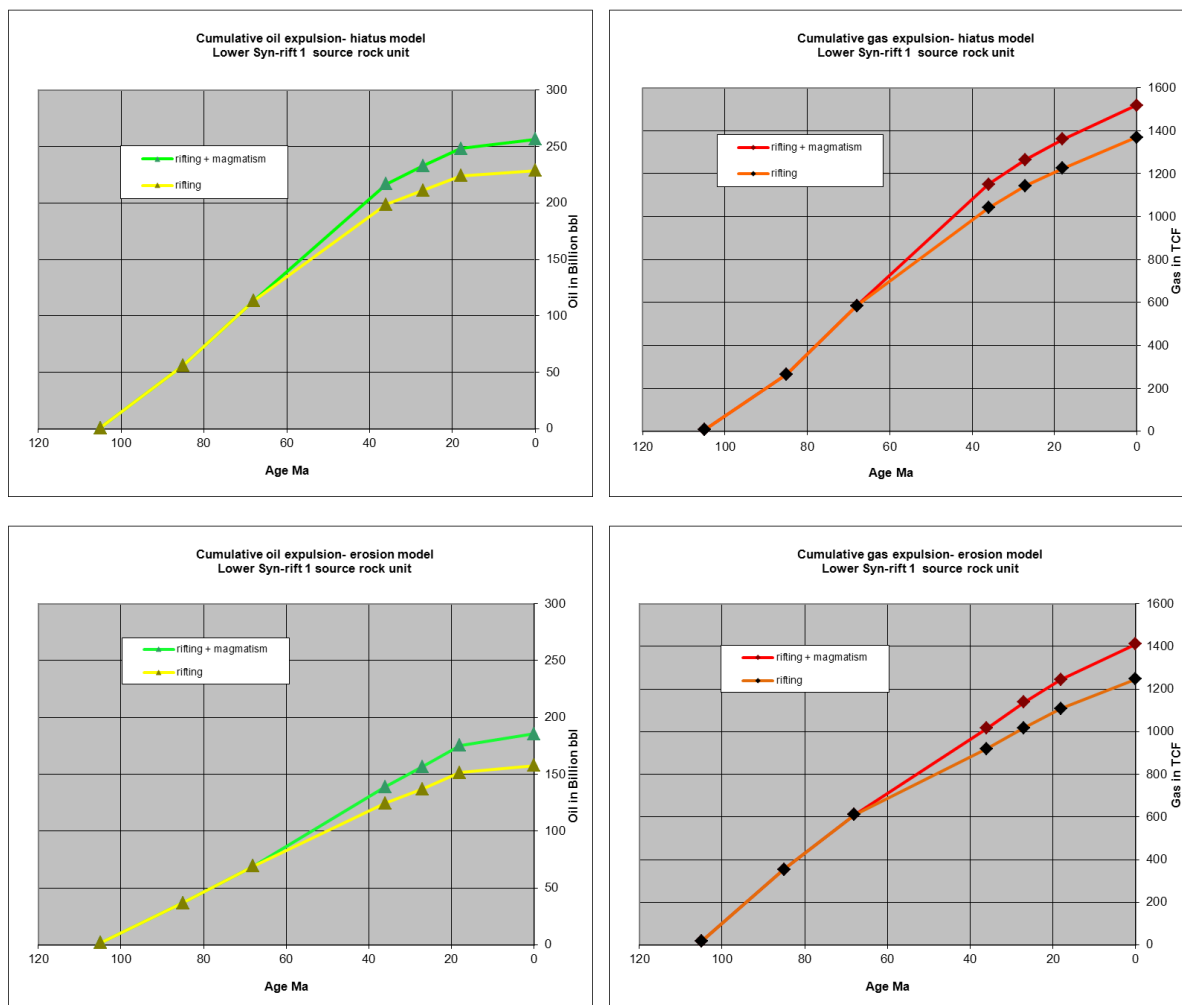 Cumulative oil expulsion- hiatus model
Lower Syn-rift 1 source rock unit
300
250
200
150
100
50
0
Oil in Billion bbl
rifting + magmatism
rifting
120 100 80 60 40 20 0
Age Ma
Cumulative gas expulsion- hiatus model
Lower Syn-rift 1 source rock unit
1600
1400
1200
1000
800
600
400
200
0
Gas in TCF
rifting + magmatism
rifting
120 100 80 60 40 20 0
Age Ma
Cumulative oil expulsion- erosion model
Lower Syn-rift 1 source rock unit
300
250
200
150
100
50
0
Oil in Billion bbl
rifting + magmatism
rifting
120 100 80 60 40 20 0
Age Ma
Cumulative gas expulsion- erosion model
Lower Syn-rift 1 source rock unit
1600
1400
1200
1000
800
600
400
200
0
Gas in TCF
rifting + magmatism
rifting
120 100 80 60 40 20 0
Age Ma